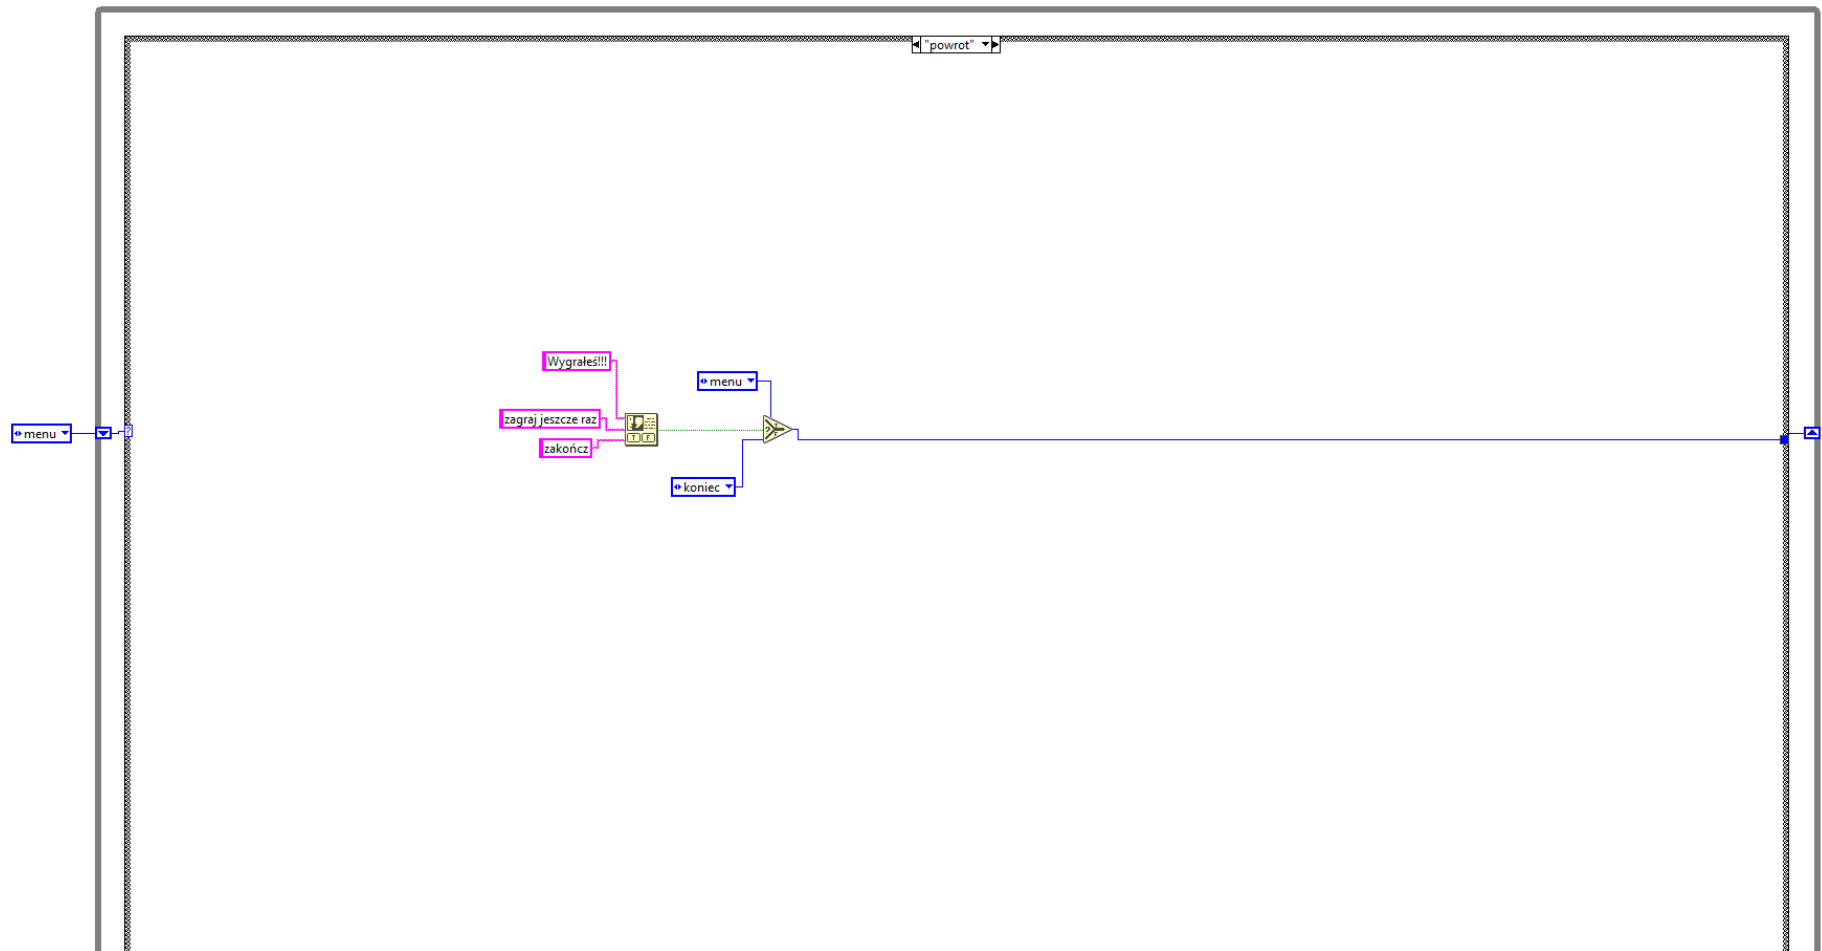 "powrot"
Wygrałeś!!!
menu
zagraj jeszcze raz
menu
?
zakończ
koniec
T F